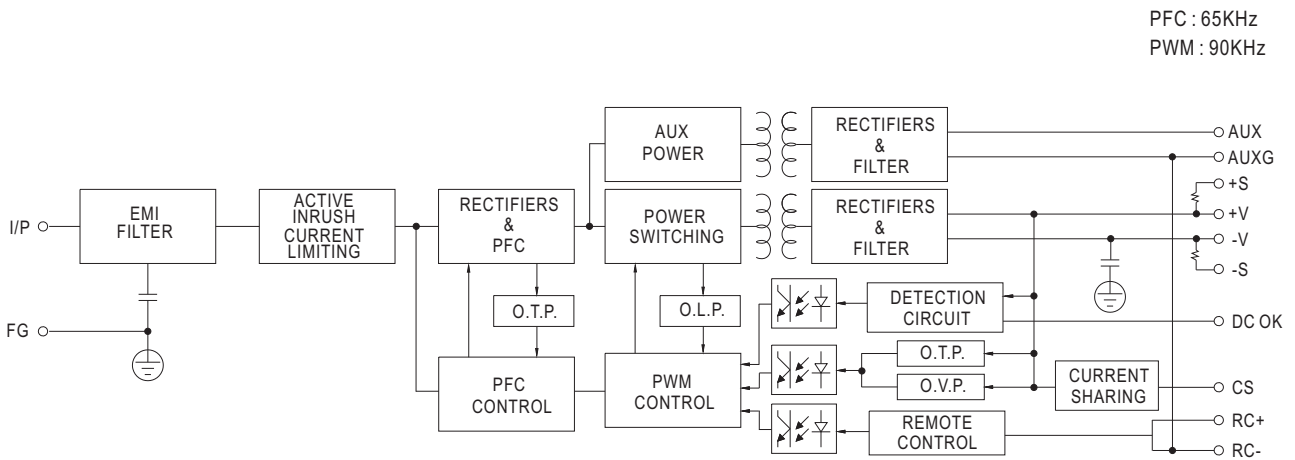 PFC : 65KHz
PWM : 90KHz
AUX
POWER
RECTIFIERS
&
FILTER
AUX
AUXG
I/P
EMI
FILTER
ACTIVE
INRUSH
CURRENT
LIMITING
RECTIFIERS
&
PFC
POWER
SWITCHING
RECTIFIERS
&
FILTER
+S
+V
-V
-S
FG
O.T.P.
O.L.P.
DETECTION
CIRCUIT
DC OK
PFC
CONTROL
PWM
CONTROL
O.T.P.
O.V.P.
CURRENT
SHARING
CS
REMOTE
CONTROL
RC+
RC-